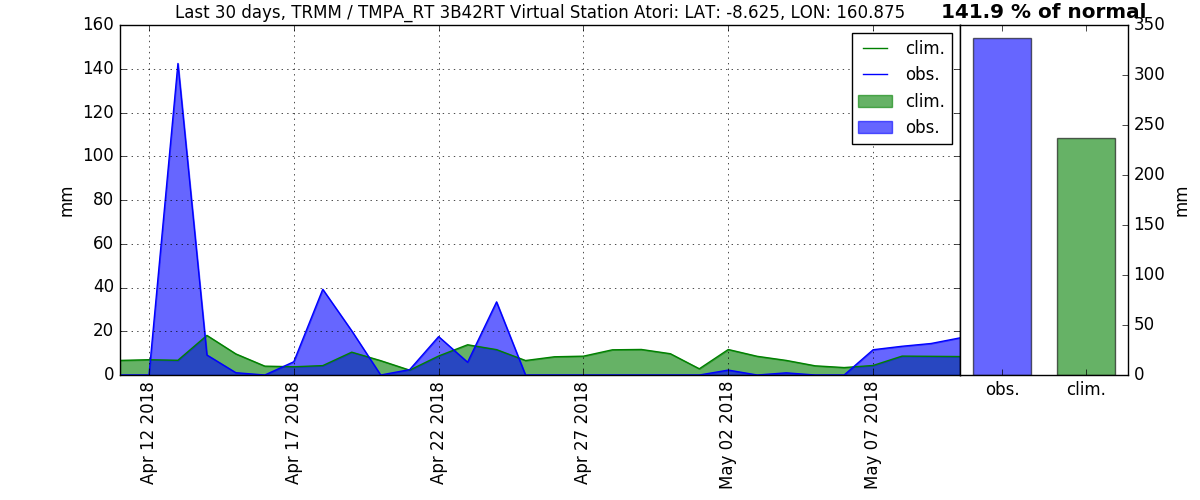 Last 30 days, TRMM / TMPA_RT 3B42RT Virtual Station Atori: LAT: -8.625, LON: 160.875
141.9 % of normal
160
140
120
100
80
60
40
20
0
mm
clim.
obs.
clim.
obs.
Apr 12 2018
Apr 17 2018
Apr 22 2018
Apr 27 2018
May 02 2018
May 07 2018
350
300
250
200
150
100
50
0
mm
obs.
clim.